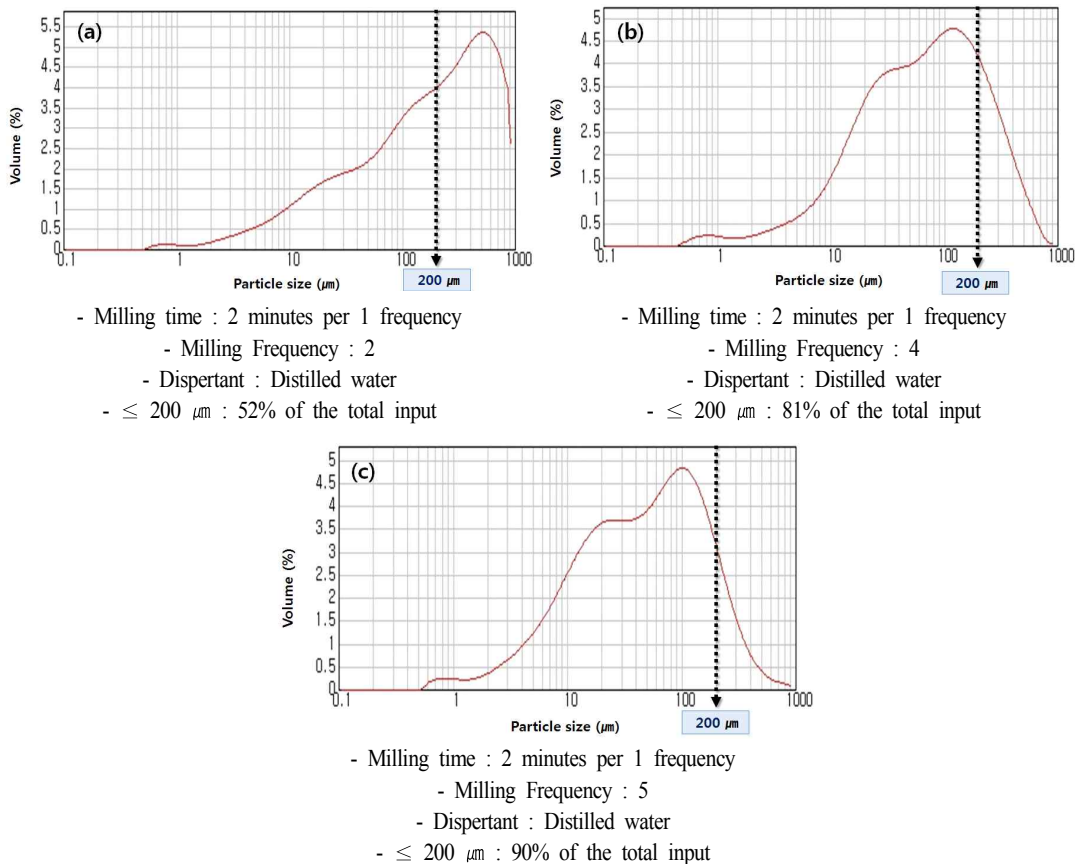 (a)
5.5
5
4.5
4
3.5
3
2.5
2
1.5
1
0.5
0
Volume (%)
0.1 1 10 100 1000
Particle size (㎛)
200 ㎛
- Milling time : 2 minutes per 1 frequency
- Milling Frequency : 2
- Dispertant : Distilled water
- ≤ 200 ㎛ : 52% of the total input
(b)
5
4.5
4
3.5
3
2.5
2
1.5
1
0.5
0
Volume (%)
0.1 1 10 100 1000
Particle size (㎛)
200 ㎛
- Milling time : 2 minutes per 1 frequency
- Milling Frequency : 4
- Dispertant : Distilled water
- ≤ 200 ㎛ : 81% of the total input
(c)
5
4.5
4
3.5
3
2.5
2
1.5
1
0.5
0
Volume (%)
0.1 1 10 100 1000
Particle size (㎛)
200 ㎛
- Milling time : 2 minutes per 1 frequency
- Milling Frequency : 5
- Dispertant : Distilled water
- ≤ 200 ㎛ : 90% of the total input